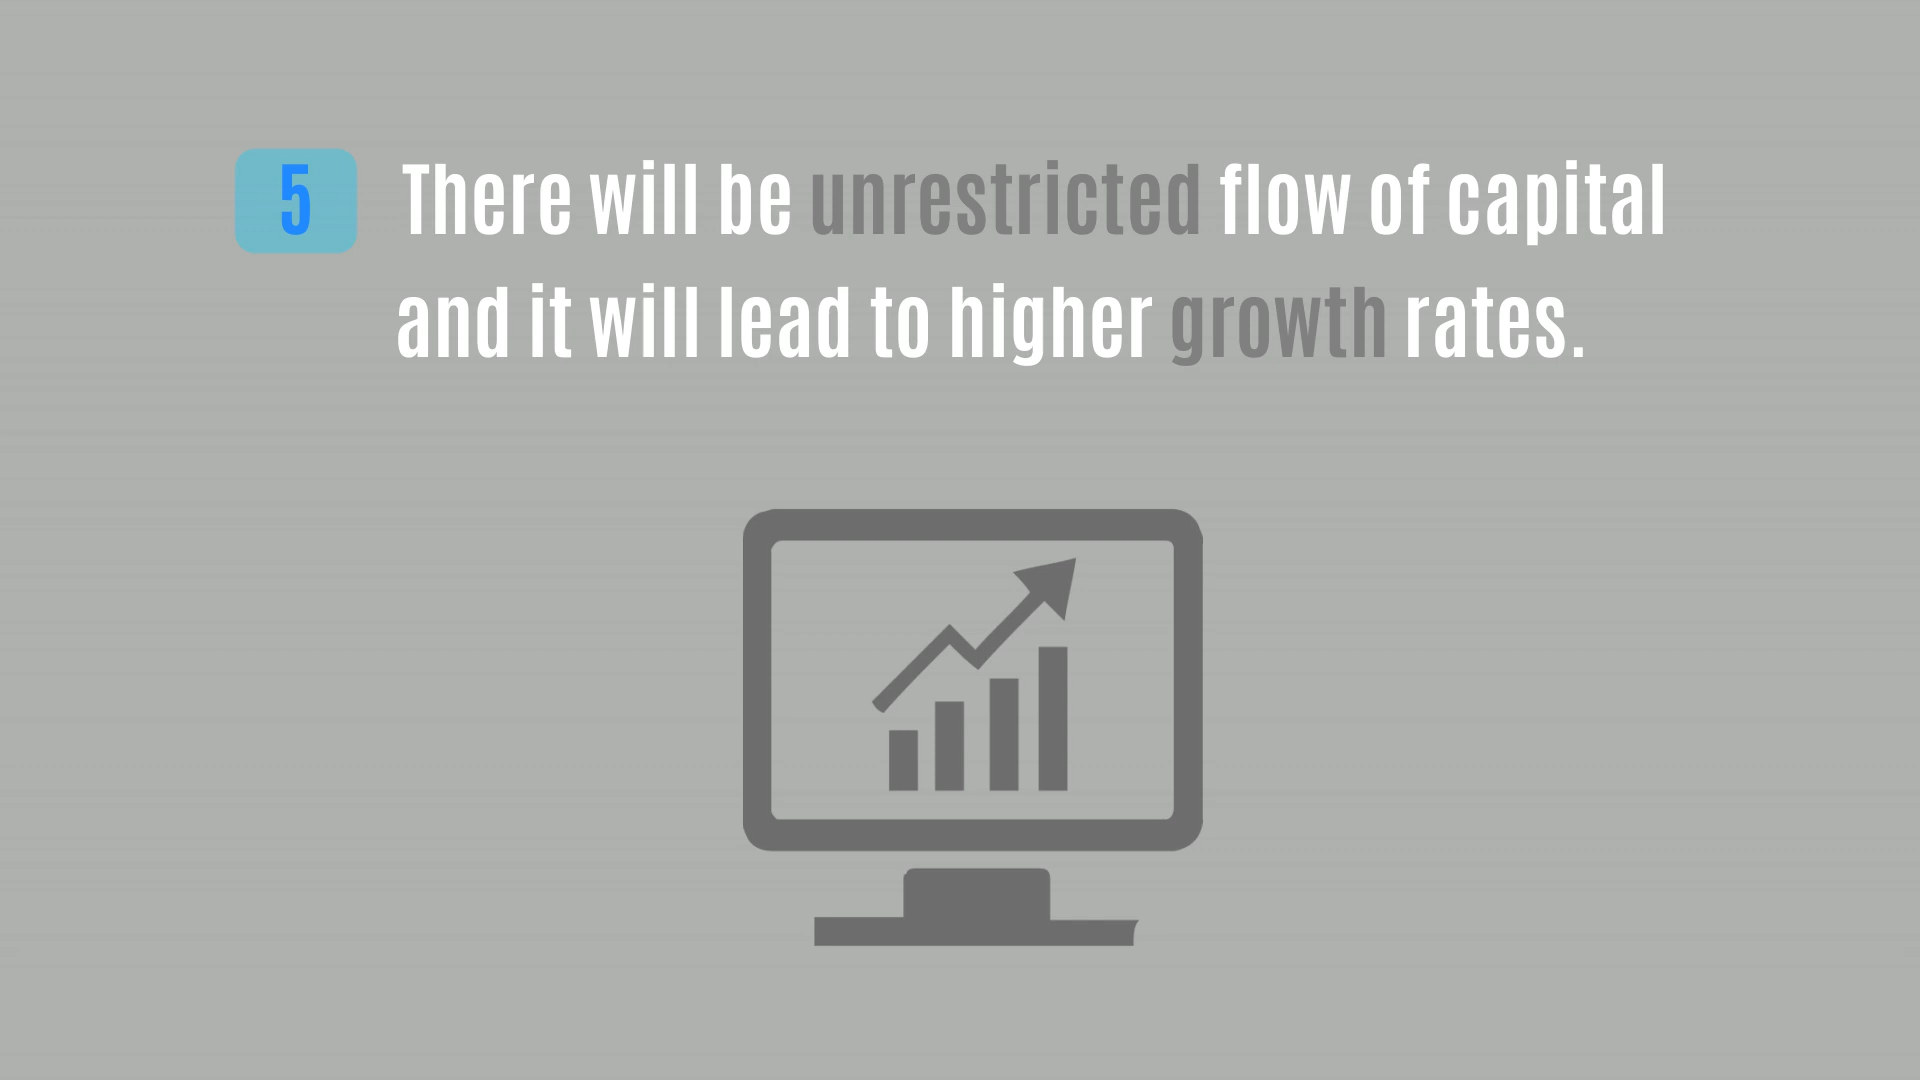 5 There will be unrestricted flow of capital
and it will lead to higher growth rates.